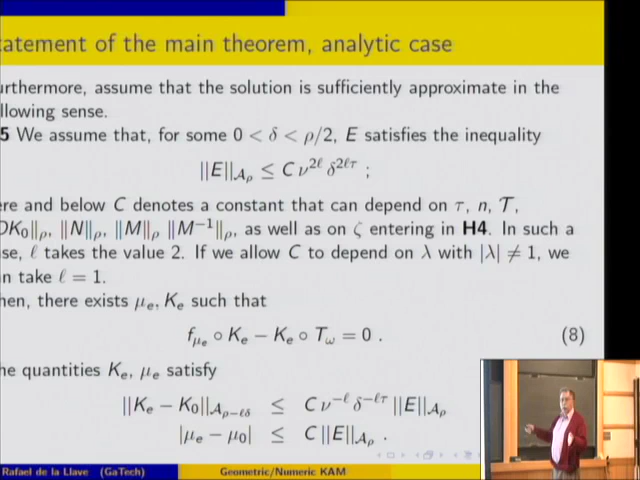 tatement of the main theorem, analytic case
urthermore, assume that the solution is sufficiently approximate in the
llowing sense.
5 We assume that, for some 0 < δ < ρ/2, E satisfies the inequality
||E||_{A_ρ} ≤ C ν^{2ℓ} δ^{2ℓτ} ;
ere and below C denotes a constant that can depend on τ, n, T,
DK_0||_ρ, ||N||_ρ, ||M||_ρ ||M^{-1}||_ρ, as well as on ζ entering in H4. In such a
se, ℓ takes the value 2. If we allow C to depend on λ with |λ| ≠ 1, we
n take ℓ = 1.
hen, there exists μ_e, K_e such that
f_{μ_e} ∘ K_e − K_e ∘ T_ω = 0 . (8)
he quantities K_e, μ_e satisfy
||K_e − K_0||_{A_{ρ−ℓδ}} ≤ C ν^{−ℓ} δ^{−ℓτ} ||E||_{A_ρ}
|μ_e − μ_0| ≤ C ||E||_{A_ρ} .
Rafael de la Llave (GaTech) Geometric/Numeric KAM